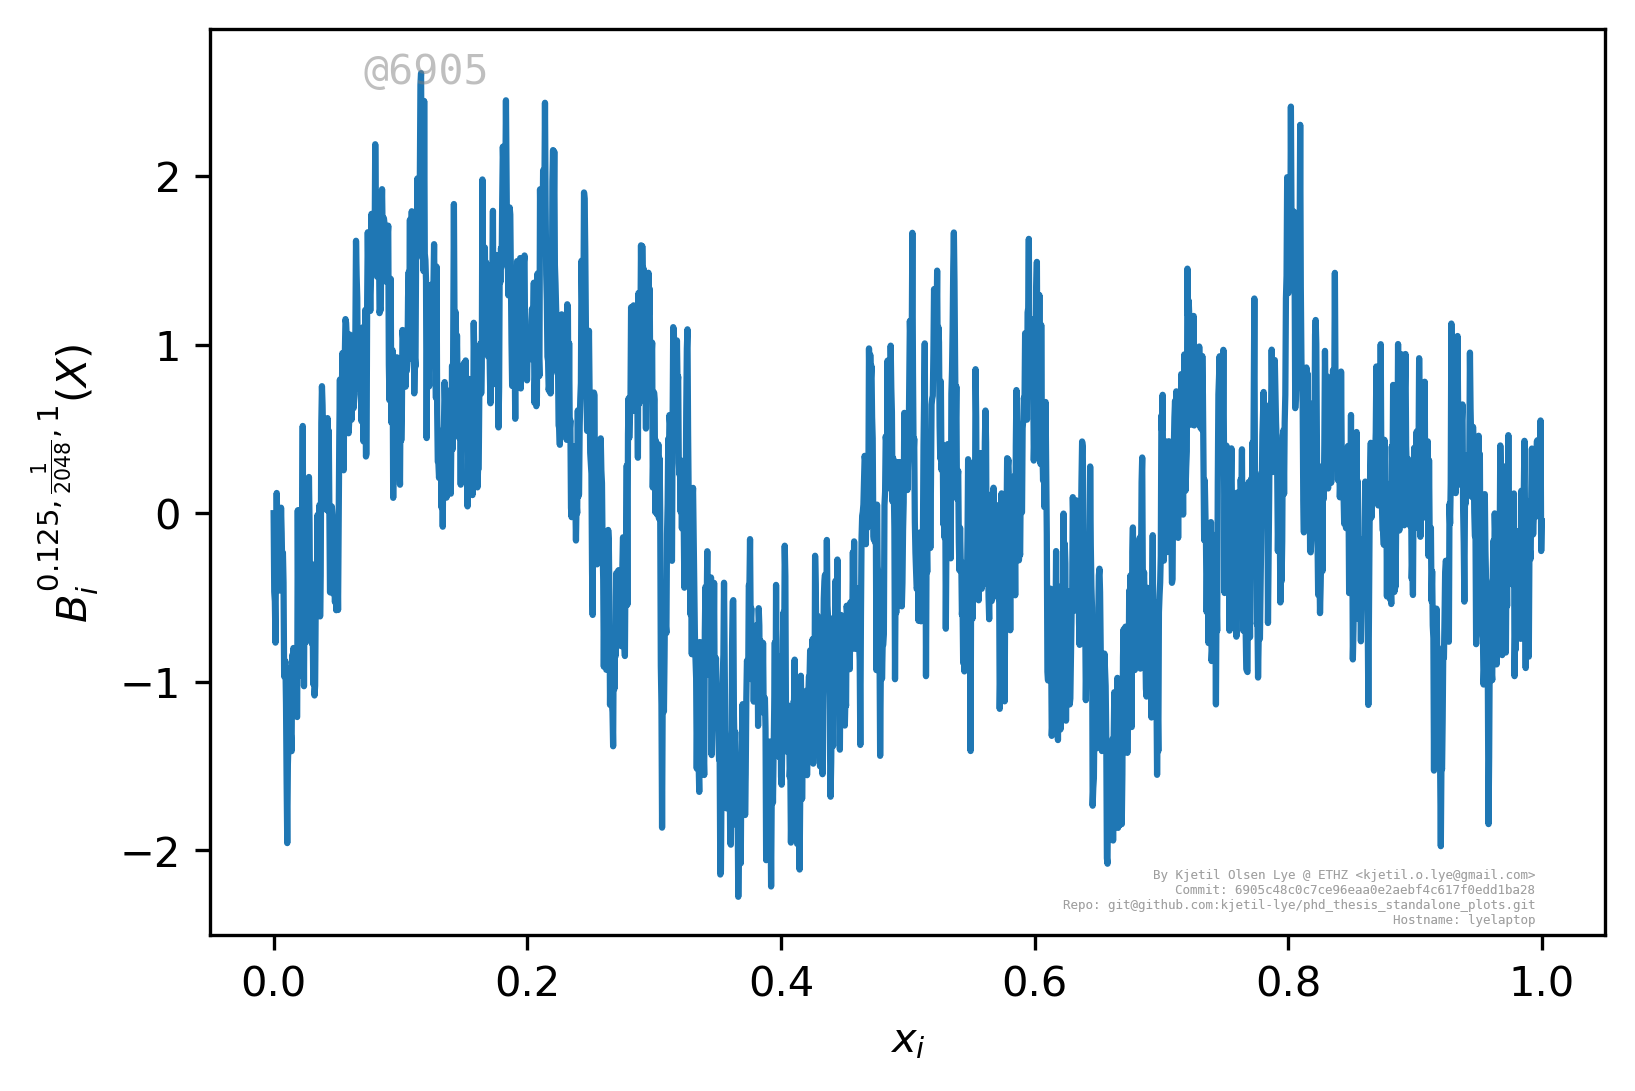 @6905
2
1
0
−1
−2
B_i^{0.125, \frac{1}{2048}, 1}(X)
By Kjetil Olsen Lye @ ETHZ <kjetil.o.lye@gmail.com>
Commit: 6905c48c0c7ce96eaa0e2aebf4c617f0edd1ba28
Repo: git@github.com:kjetil-lye/phd_thesis_standalone_plots.git
Hostname: lyelaptop
0.0 0.2 0.4 0.6 0.8 1.0
x_i